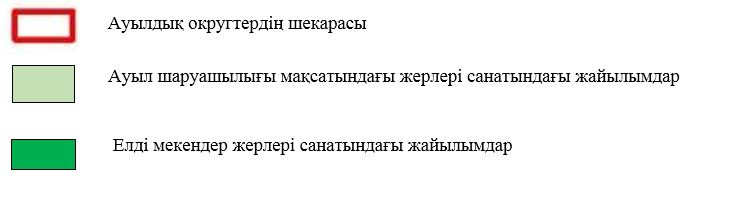 Ауылдық округтердің шекарасы
Ауыл шаруашылығы мақсатындағы жерлері санатындағы жайылымдар
Елді мекендер жерлері санатындағы жайылымдар